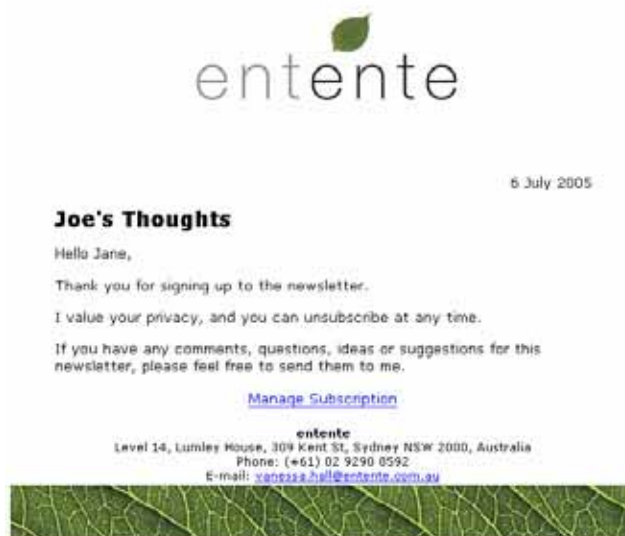 entente
6 July 2005
Joe's Thoughts
Hello Jane,
Thank you for signing up to the newsletter.
I value your privacy, and you can unsubscribe at any time.
If you have any comments, questions, ideas or suggestions for this
newsletter, please feel free to send them to me.
Manage Subscription
entente
Level 14, Lumley House, 309 Kent St, Sydney NSW 2000, Australia
Phone: (+61) 02 9290 8592
E-mail: vanessa.hall@entente.com.au